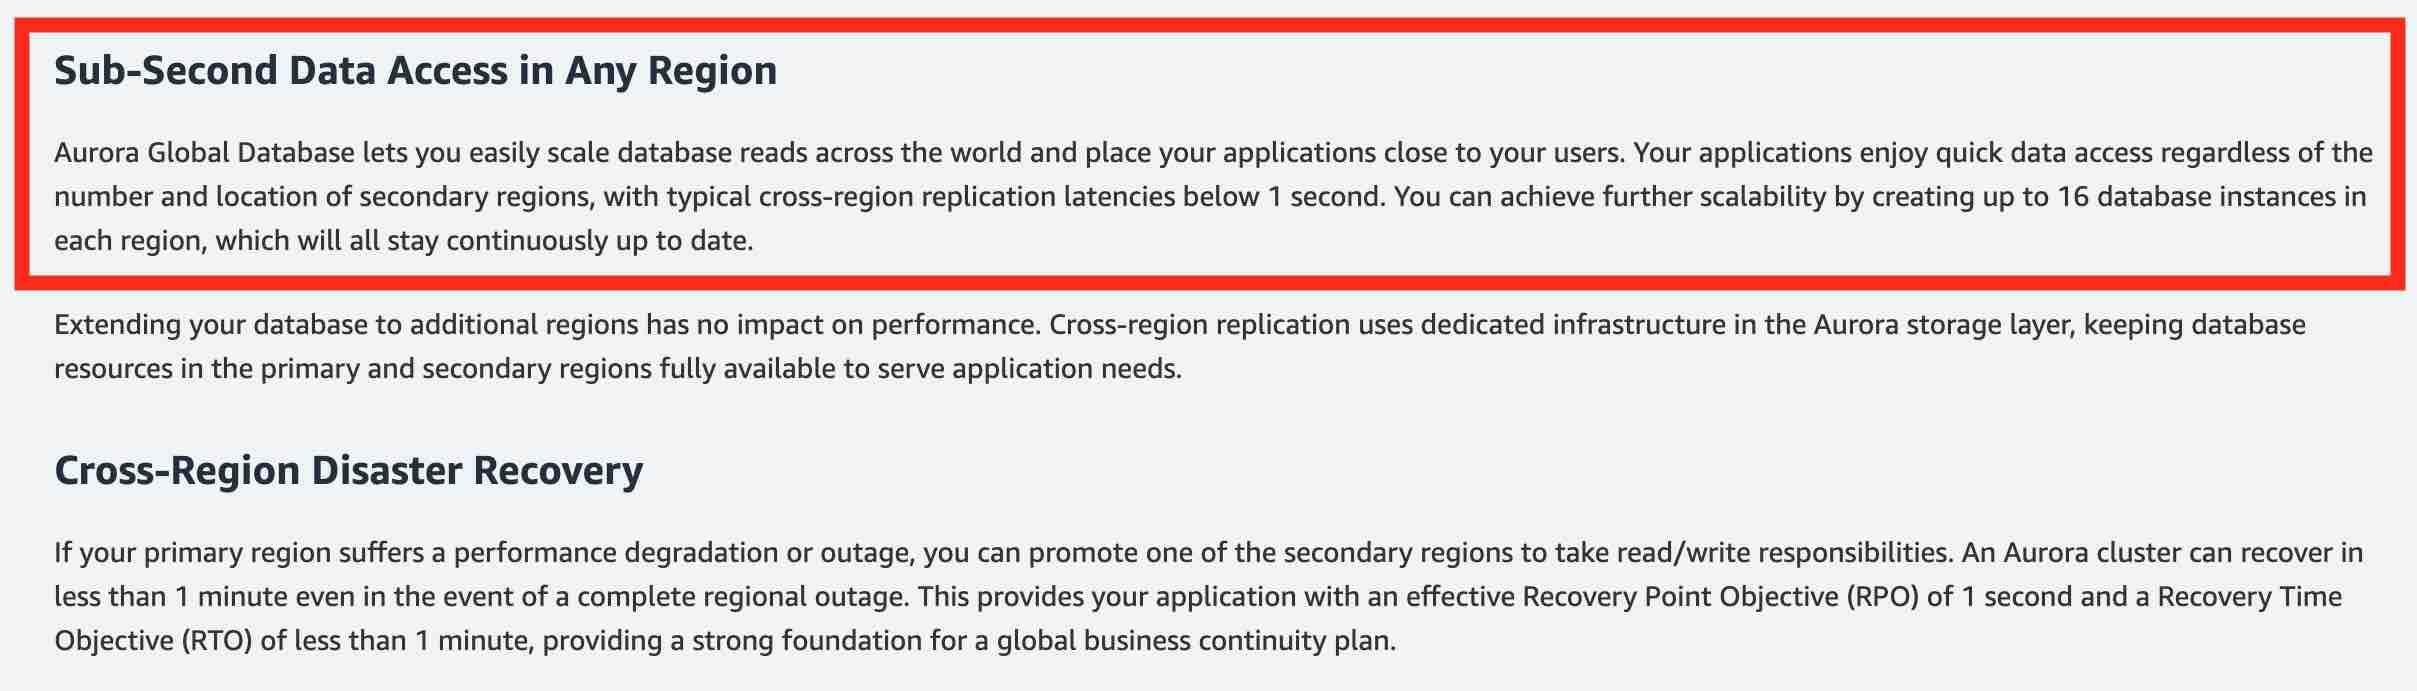 Sub-Second Data Access in Any Region
Aurora Global Database lets you easily scale database reads across the world and place your applications close to your users. Your applications enjoy quick data access regardless of the
number and location of secondary regions, with typical cross-region replication latencies below 1 second. You can achieve further scalability by creating up to 16 database instances in
each region, which will all stay continuously up to date.
Extending your database to additional regions has no impact on performance. Cross-region replication uses dedicated infrastructure in the Aurora storage layer, keeping database
resources in the primary and secondary regions fully available to serve application needs.
Cross-Region Disaster Recovery
If your primary region suffers a performance degradation or outage, you can promote one of the secondary regions to take read/write responsibilities. An Aurora cluster can recover in
less than 1 minute even in the event of a complete regional outage. This provides your application with an effective Recovery Point Objective (RPO) of 1 second and a Recovery Time
Objective (RTO) of less than 1 minute, providing a strong foundation for a global business continuity plan.